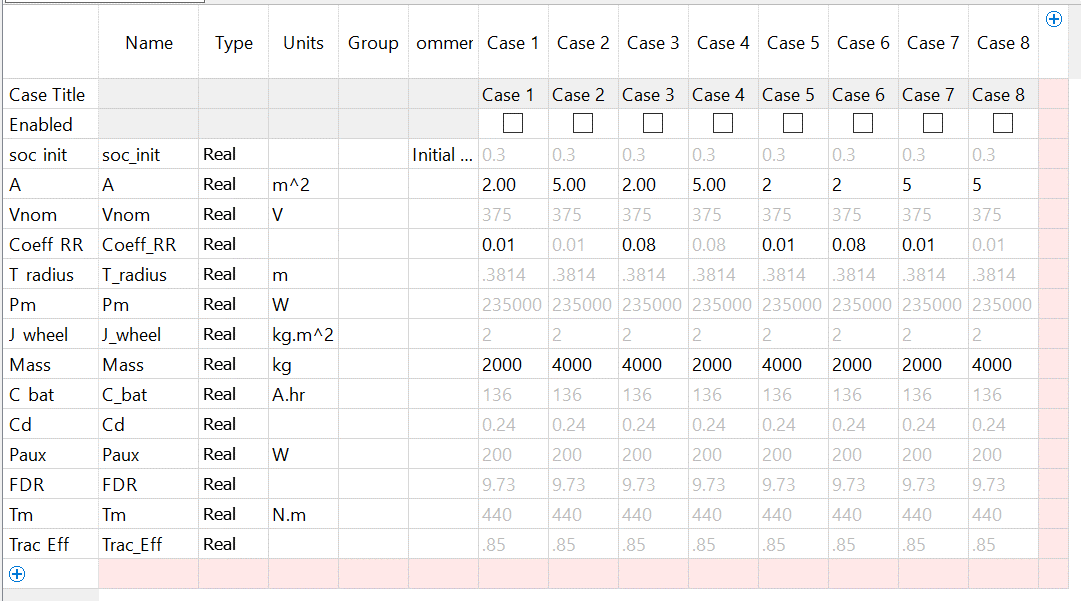 Name Type Units Group ommer Case 1 Case 2 Case 3 Case 4 Case 5 Case 6 Case 7 Case 8
Case Title Case 1 Case 2 Case 3 Case 4 Case 5 Case 6 Case 7 Case 8
Enabled
soc init soc_init Real Initial ... 0.3 0.3 0.3 0.3 0.3 0.3 0.3 0.3
A A Real m^2 2.00 5.00 2.00 5.00 2 2 5 5
Vnom Vnom Real V 375 375 375 375 375 375 375 375
Coeff RR Coeff_RR Real 0.01 0.01 0.08 0.08 0.01 0.08 0.01 0.01
T radius T_radius Real m .3814 .3814 .3814 .3814 .3814 .3814 .3814 .3814
Pm Pm Real W 235000 235000 235000 235000 235000 235000 235000 235000
J wheel J_wheel Real kg.m^2 2 2 2 2 2 2 2 2
Mass Mass Real kg 2000 4000 4000 2000 4000 2000 2000 4000
C bat C_bat Real A.hr 136 136 136 136 136 136 136 136
Cd Cd Real 0.24 0.24 0.24 0.24 0.24 0.24 0.24 0.24
Paux Paux Real W 200 200 200 200 200 200 200 200
FDR FDR Real 9.73 9.73 9.73 9.73 9.73 9.73 9.73 9.73
Tm Tm Real N.m 440 440 440 440 440 440 440 440
Trac Eff Trac_Eff Real .85 .85 .85 .85 .85 .85 .85 .85